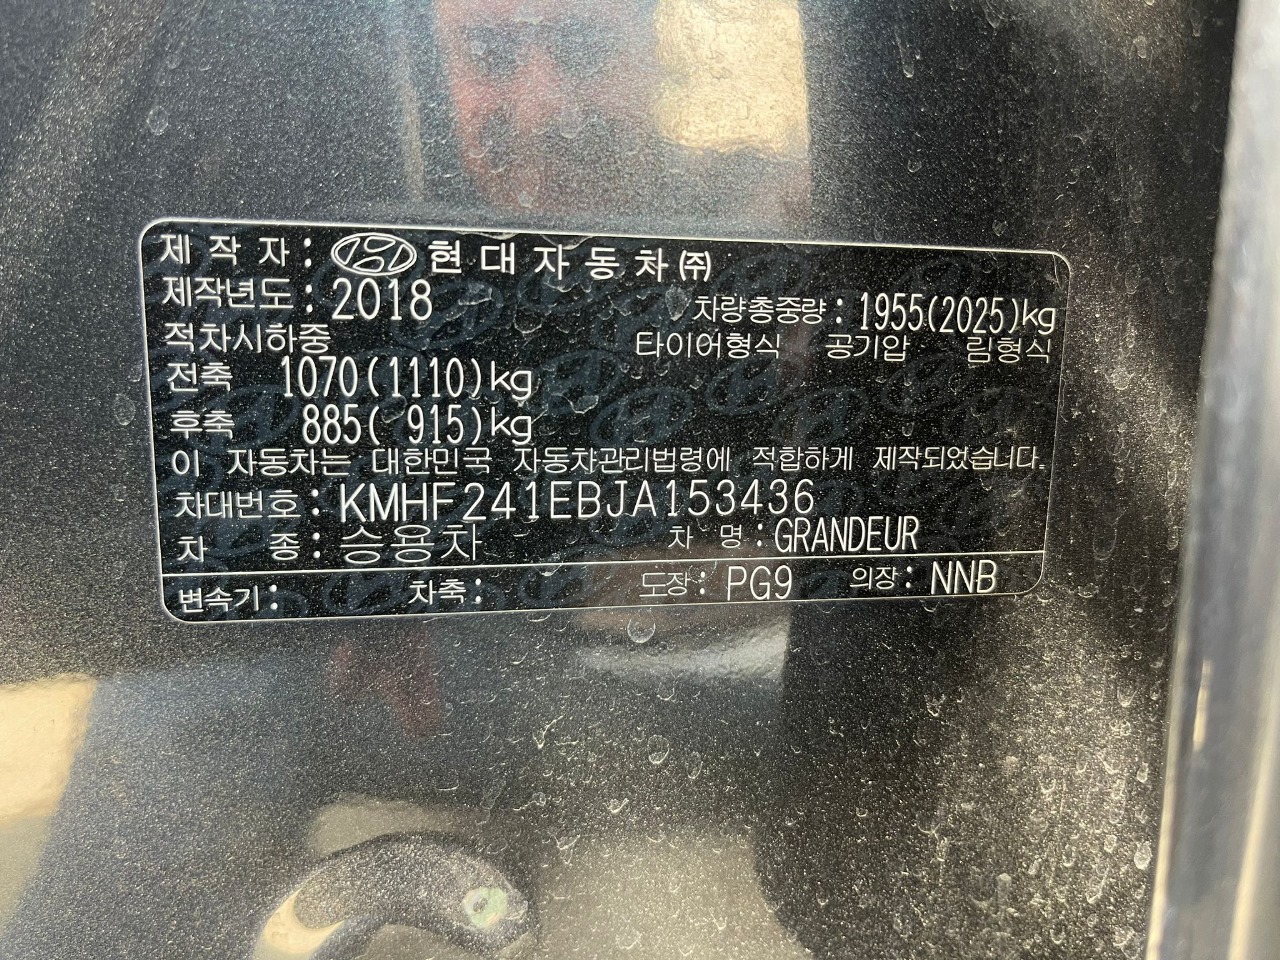 제 작 자 : HYUNDAI 현 대 자 동 차 ㈜
제작년도 : 2018 차량총중량 : 1955(2025)kg
적차시하중 타이어형식 공기압 림형식
전축 1070(1110)kg
후축 885( 915)kg
이 자동차는 대한민국 자동차관리법령에 적합하게 제작되었습니다.
차대번호 : KMHF241EBJA153436
차 종 : 승용차 차 명 : GRANDEUR
변속기 : 차축 : 도장 : PG9 의장 : NNB